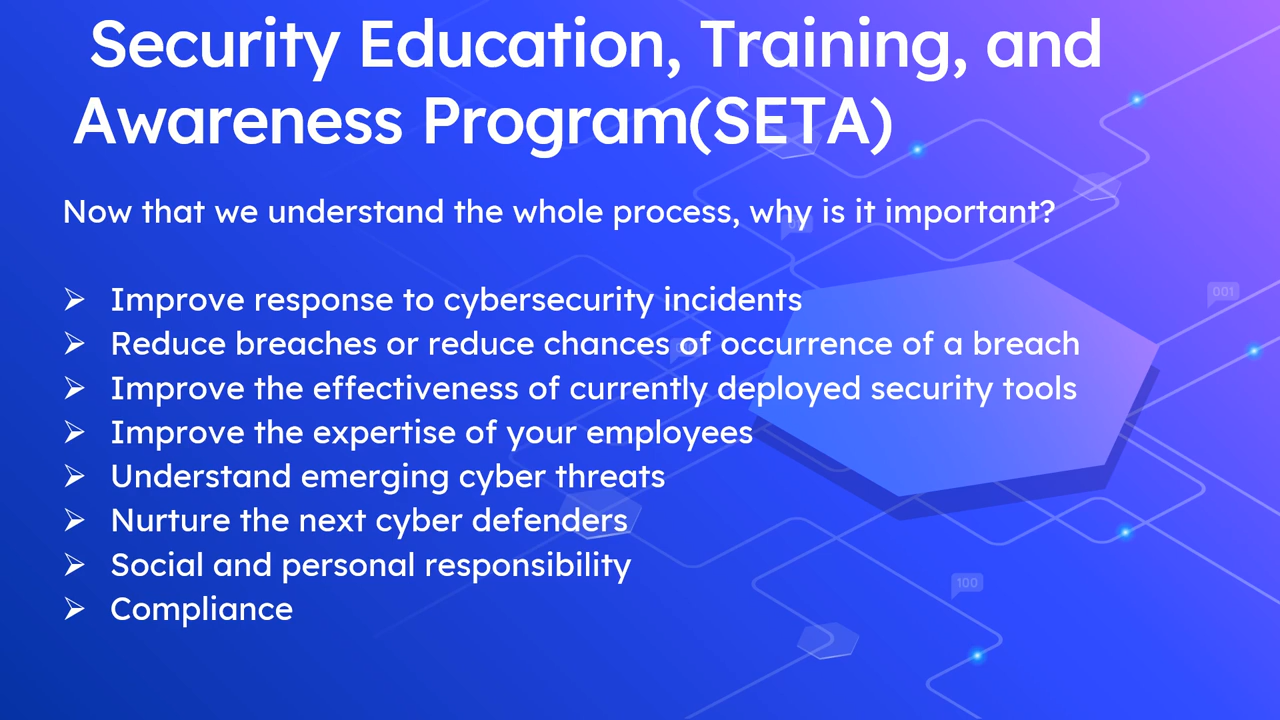 Security Education, Training, and
Awareness Program(SETA)
Now that we understand the whole process, why is it important?
➢ Improve response to cybersecurity incidents
➢ Reduce breaches or reduce chances of occurrence of a breach
➢ Improve the effectiveness of currently deployed security tools
➢ Improve the expertise of your employees
➢ Understand emerging cyber threats
➢ Nurture the next cyber defenders
➢ Social and personal responsibility
➢ Compliance
001
100